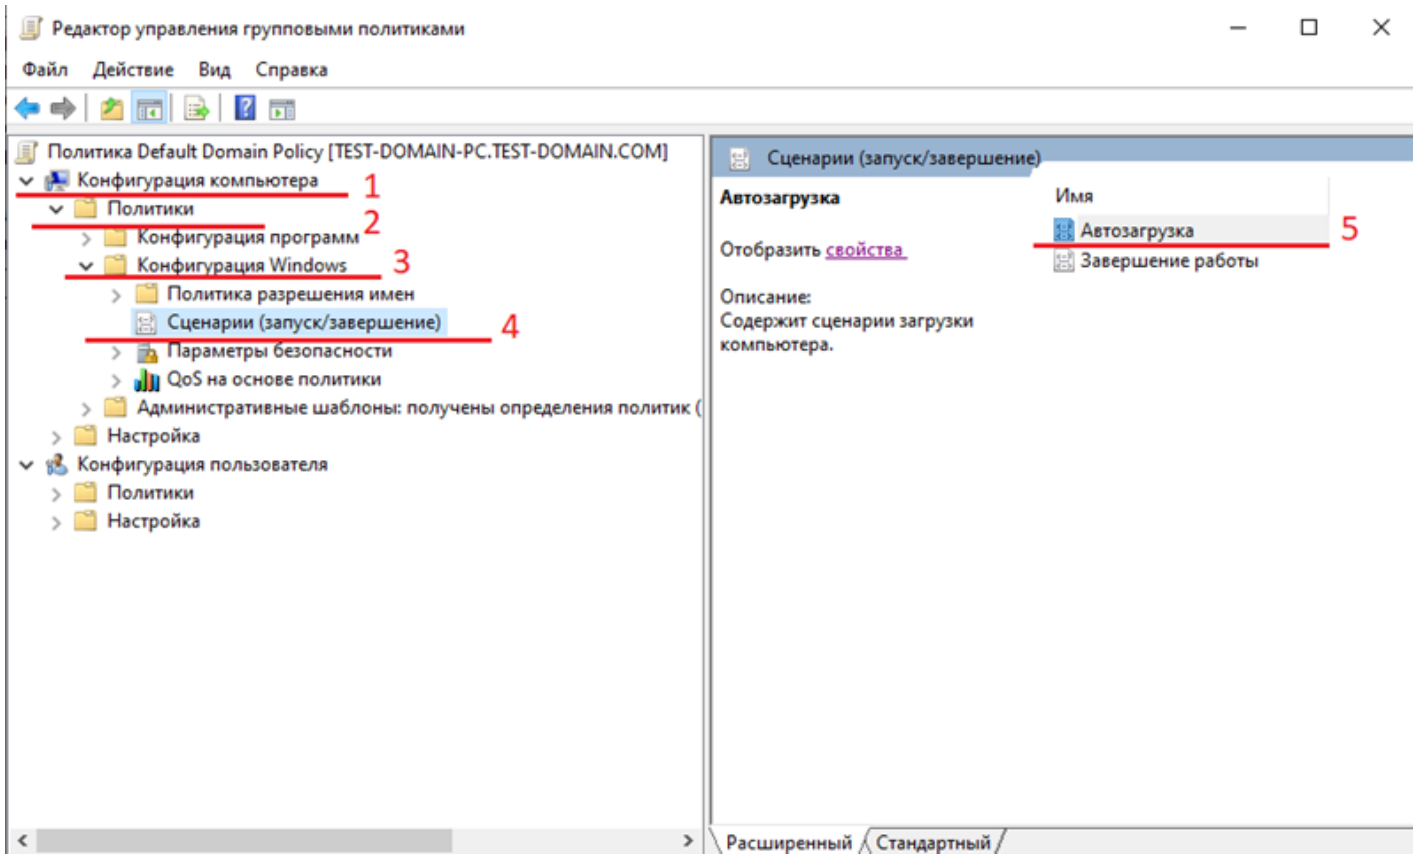 Редактор управления групповыми политиками
Файл Действие Вид Справка
Политика Default Domain Policy [TEST-DOMAIN-PC.TEST-DOMAIN.COM]
Конфигурация компьютера 1
Политики 2
Конфигурация программ
Конфигурация Windows 3
Политика разрешения имен
Сценарии (запуск/завершение) 4
Параметры безопасности
QoS на основе политики
Административные шаблоны: получены определения политик (
Настройка
Конфигурация пользователя
Политики
Настройка
Сценарии (запуск/завершение)
Автозагрузка
Отобразить свойства
Описание:
Содержит сценарии загрузки
компьютера.
Имя
Автозагрузка 5
Завершение работы
Расширенный Стандартный